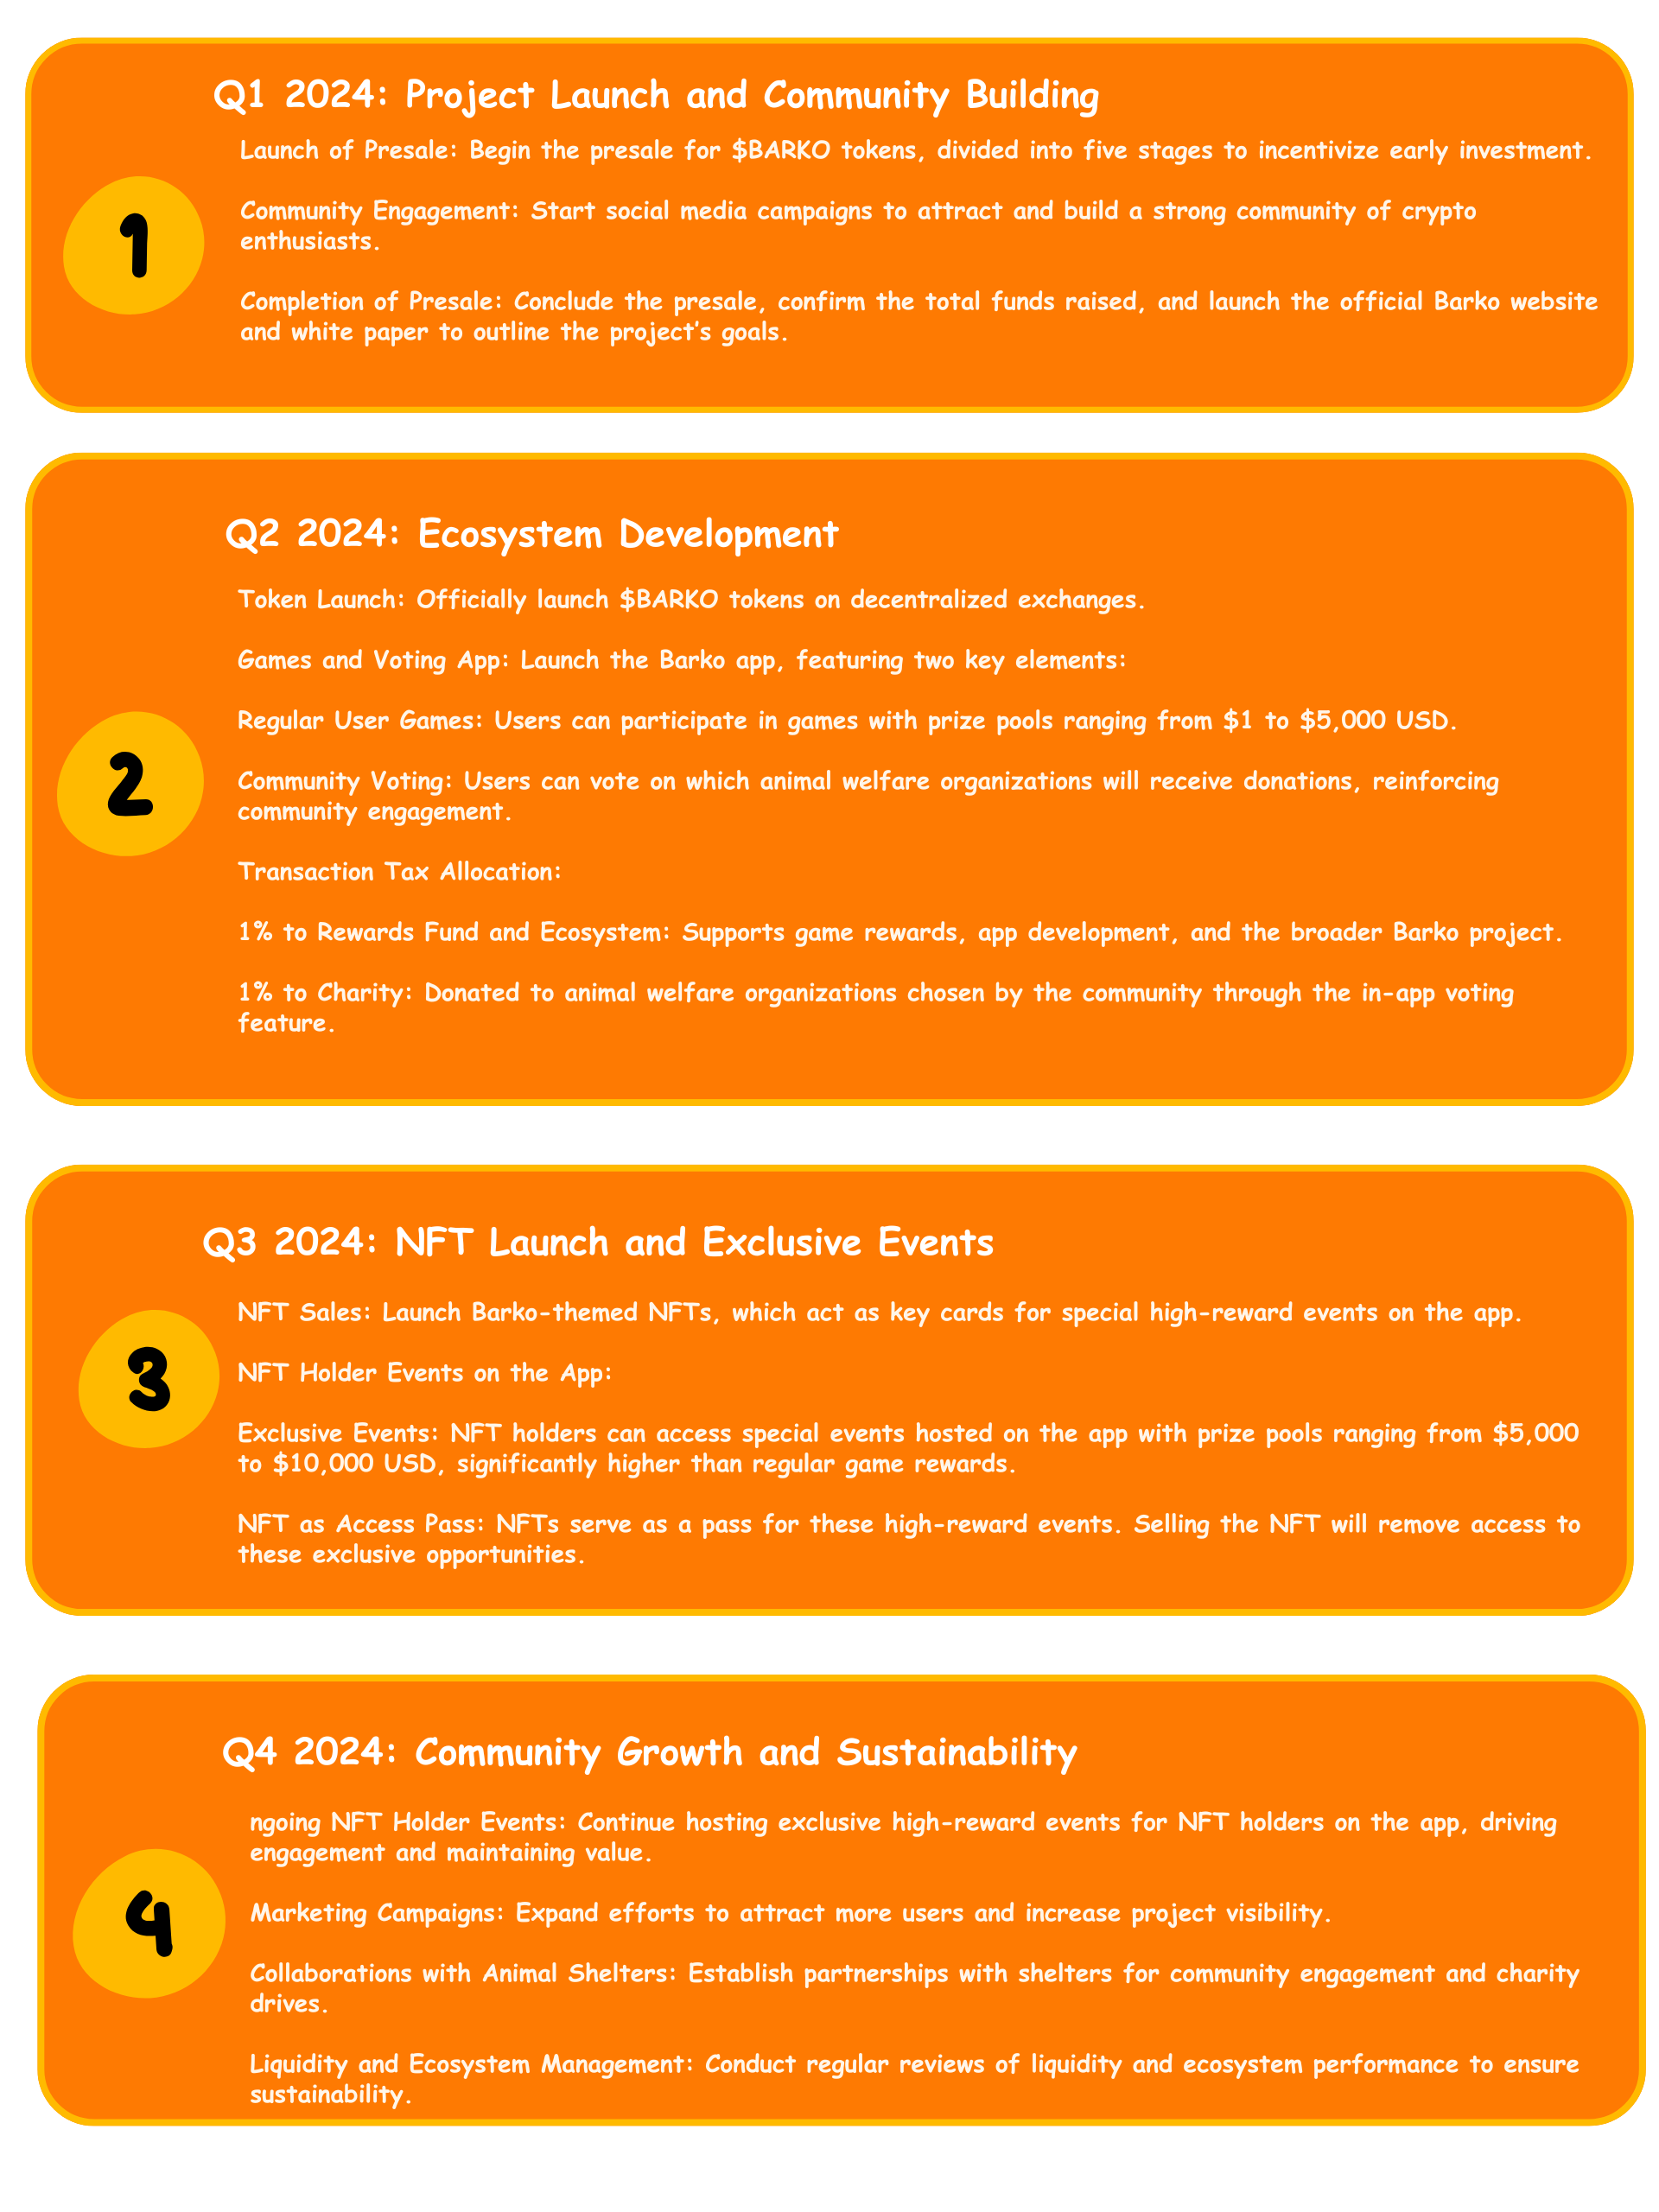 Q1 2024: Project Launch and Community Building
Launch of Presale: Begin the presale for $BARKO tokens, divided into five stages to incentivize early investment.
Community Engagement: Start social media campaigns to attract and build a strong community of crypto
enthusiasts.
Completion of Presale: Conclude the presale, confirm the total funds raised, and launch the official Barko website
and white paper to outline the project's goals.
1
Q2 2024: Ecosystem Development
Token Launch: Officially launch $BARKO tokens on decentralized exchanges.
Games and Voting App: Launch the Barko app, featuring two key elements:
Regular User Games: Users can participate in games with prize pools ranging from $1 to $5,000 USD.
Community Voting: Users can vote on which animal welfare organizations will receive donations, reinforcing
community engagement.
Transaction Tax Allocation:
1% to Rewards Fund and Ecosystem: Supports game rewards, app development, and the broader Barko project.
1% to Charity: Donated to animal welfare organizations chosen by the community through the in-app voting
feature.
2
Q3 2024: NFT Launch and Exclusive Events
NFT Sales: Launch Barko-themed NFTs, which act as key cards for special high-reward events on the app.
NFT Holder Events on the App:
Exclusive Events: NFT holders can access special events hosted on the app with prize pools ranging from $5,000
to $10,000 USD, significantly higher than regular game rewards.
NFT as Access Pass: NFTs serve as a pass for these high-reward events. Selling the NFT will remove access to
these exclusive opportunities.
3
Q4 2024: Community Growth and Sustainability
ngoing NFT Holder Events: Continue hosting exclusive high-reward events for NFT holders on the app, driving
engagement and maintaining value.
Marketing Campaigns: Expand efforts to attract more users and increase project visibility.
Collaborations with Animal Shelters: Establish partnerships with shelters for community engagement and charity
drives.
Liquidity and Ecosystem Management: Conduct regular reviews of liquidity and ecosystem performance to ensure
sustainability.
4